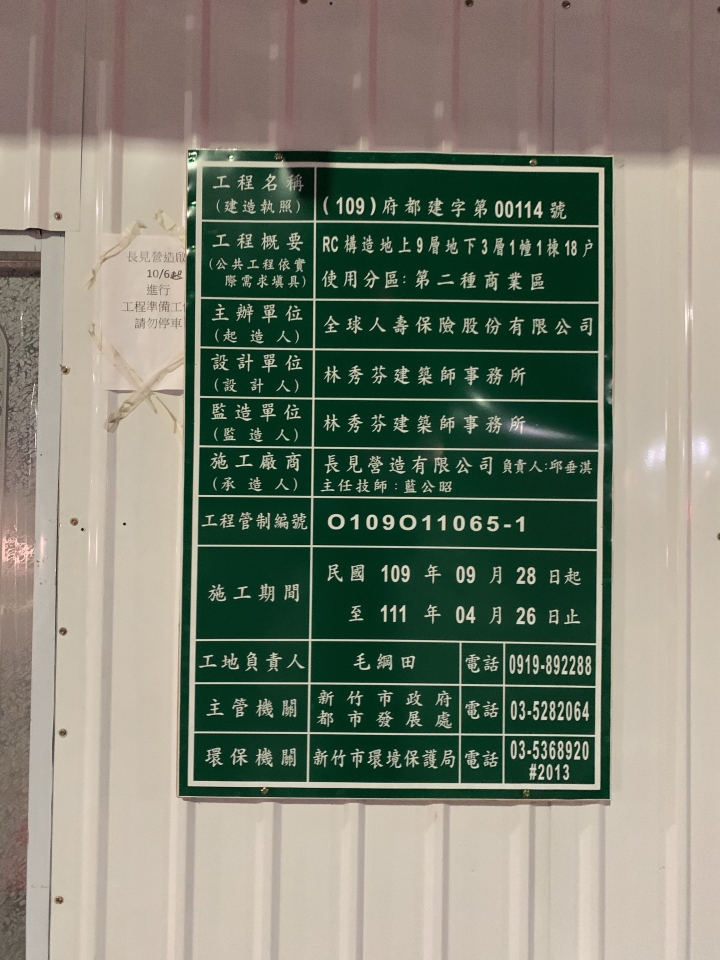 工程名稱
(建造執照)
(109)府都建字第00114號
工程概要
(公共工程依實
際需求填具)
RC構造地上9層地下3層1幢1棟18户
使用分區:第二種商業區
主辦單位
(起造人)
全球人壽保險股份有限公司
設計單位
(設計人)
林秀芬建築師事務所
監造單位
(監造人)
林秀芬建築師事務所
施工廠商
(承造人)
長見營造有限公司 負責人:邱垂淇
主任技師:藍公昭
工程管制編號
O109O11065-1
施工期間
民國 109 年 09 月 28 日起
至 111 年 04 月 26 日止
工地負責人
毛綱田
電話
0919-892288
主管機關
新竹市政府
都市發展處
電話
03-5282064
環保機關
新竹市環境保護局
電話
03-5368920
#2013
長見營造啟
10/6起
進行
工程準備工
請勿停車